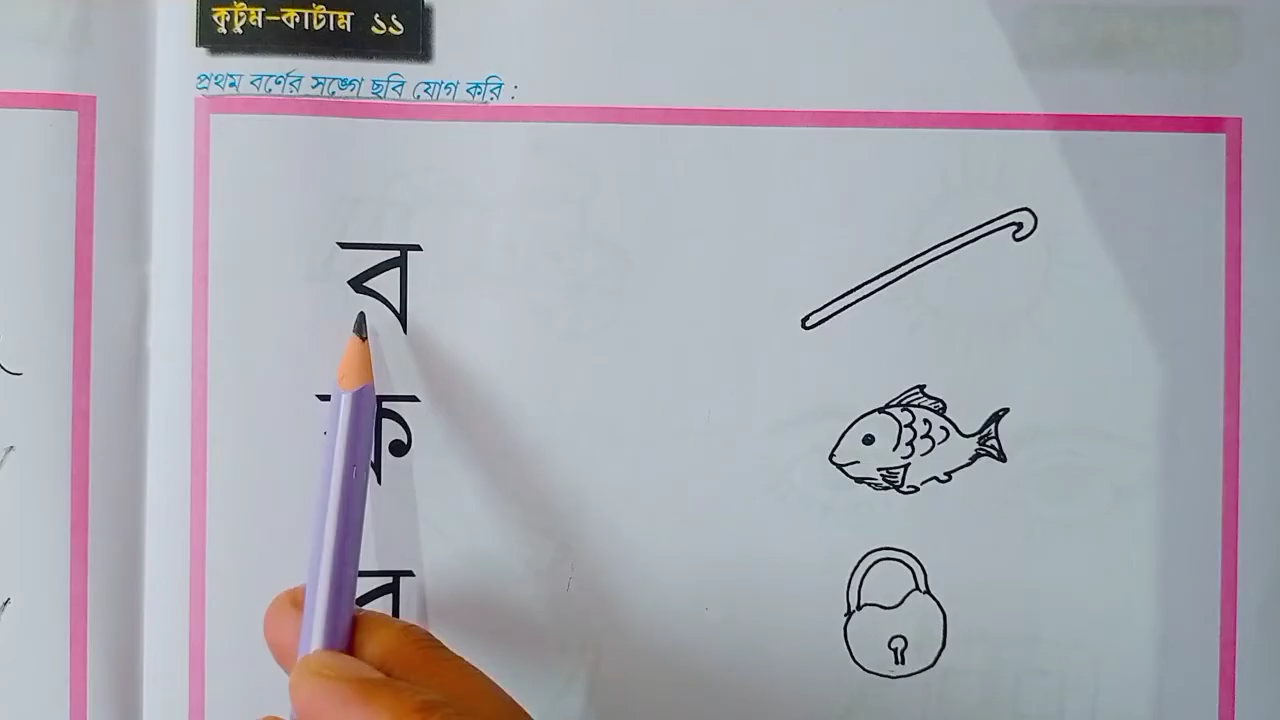 কুটুম-কাটাম ১১
প্রথম বর্ণের সঙ্গে ছবি যোগ করি :
ব
ক